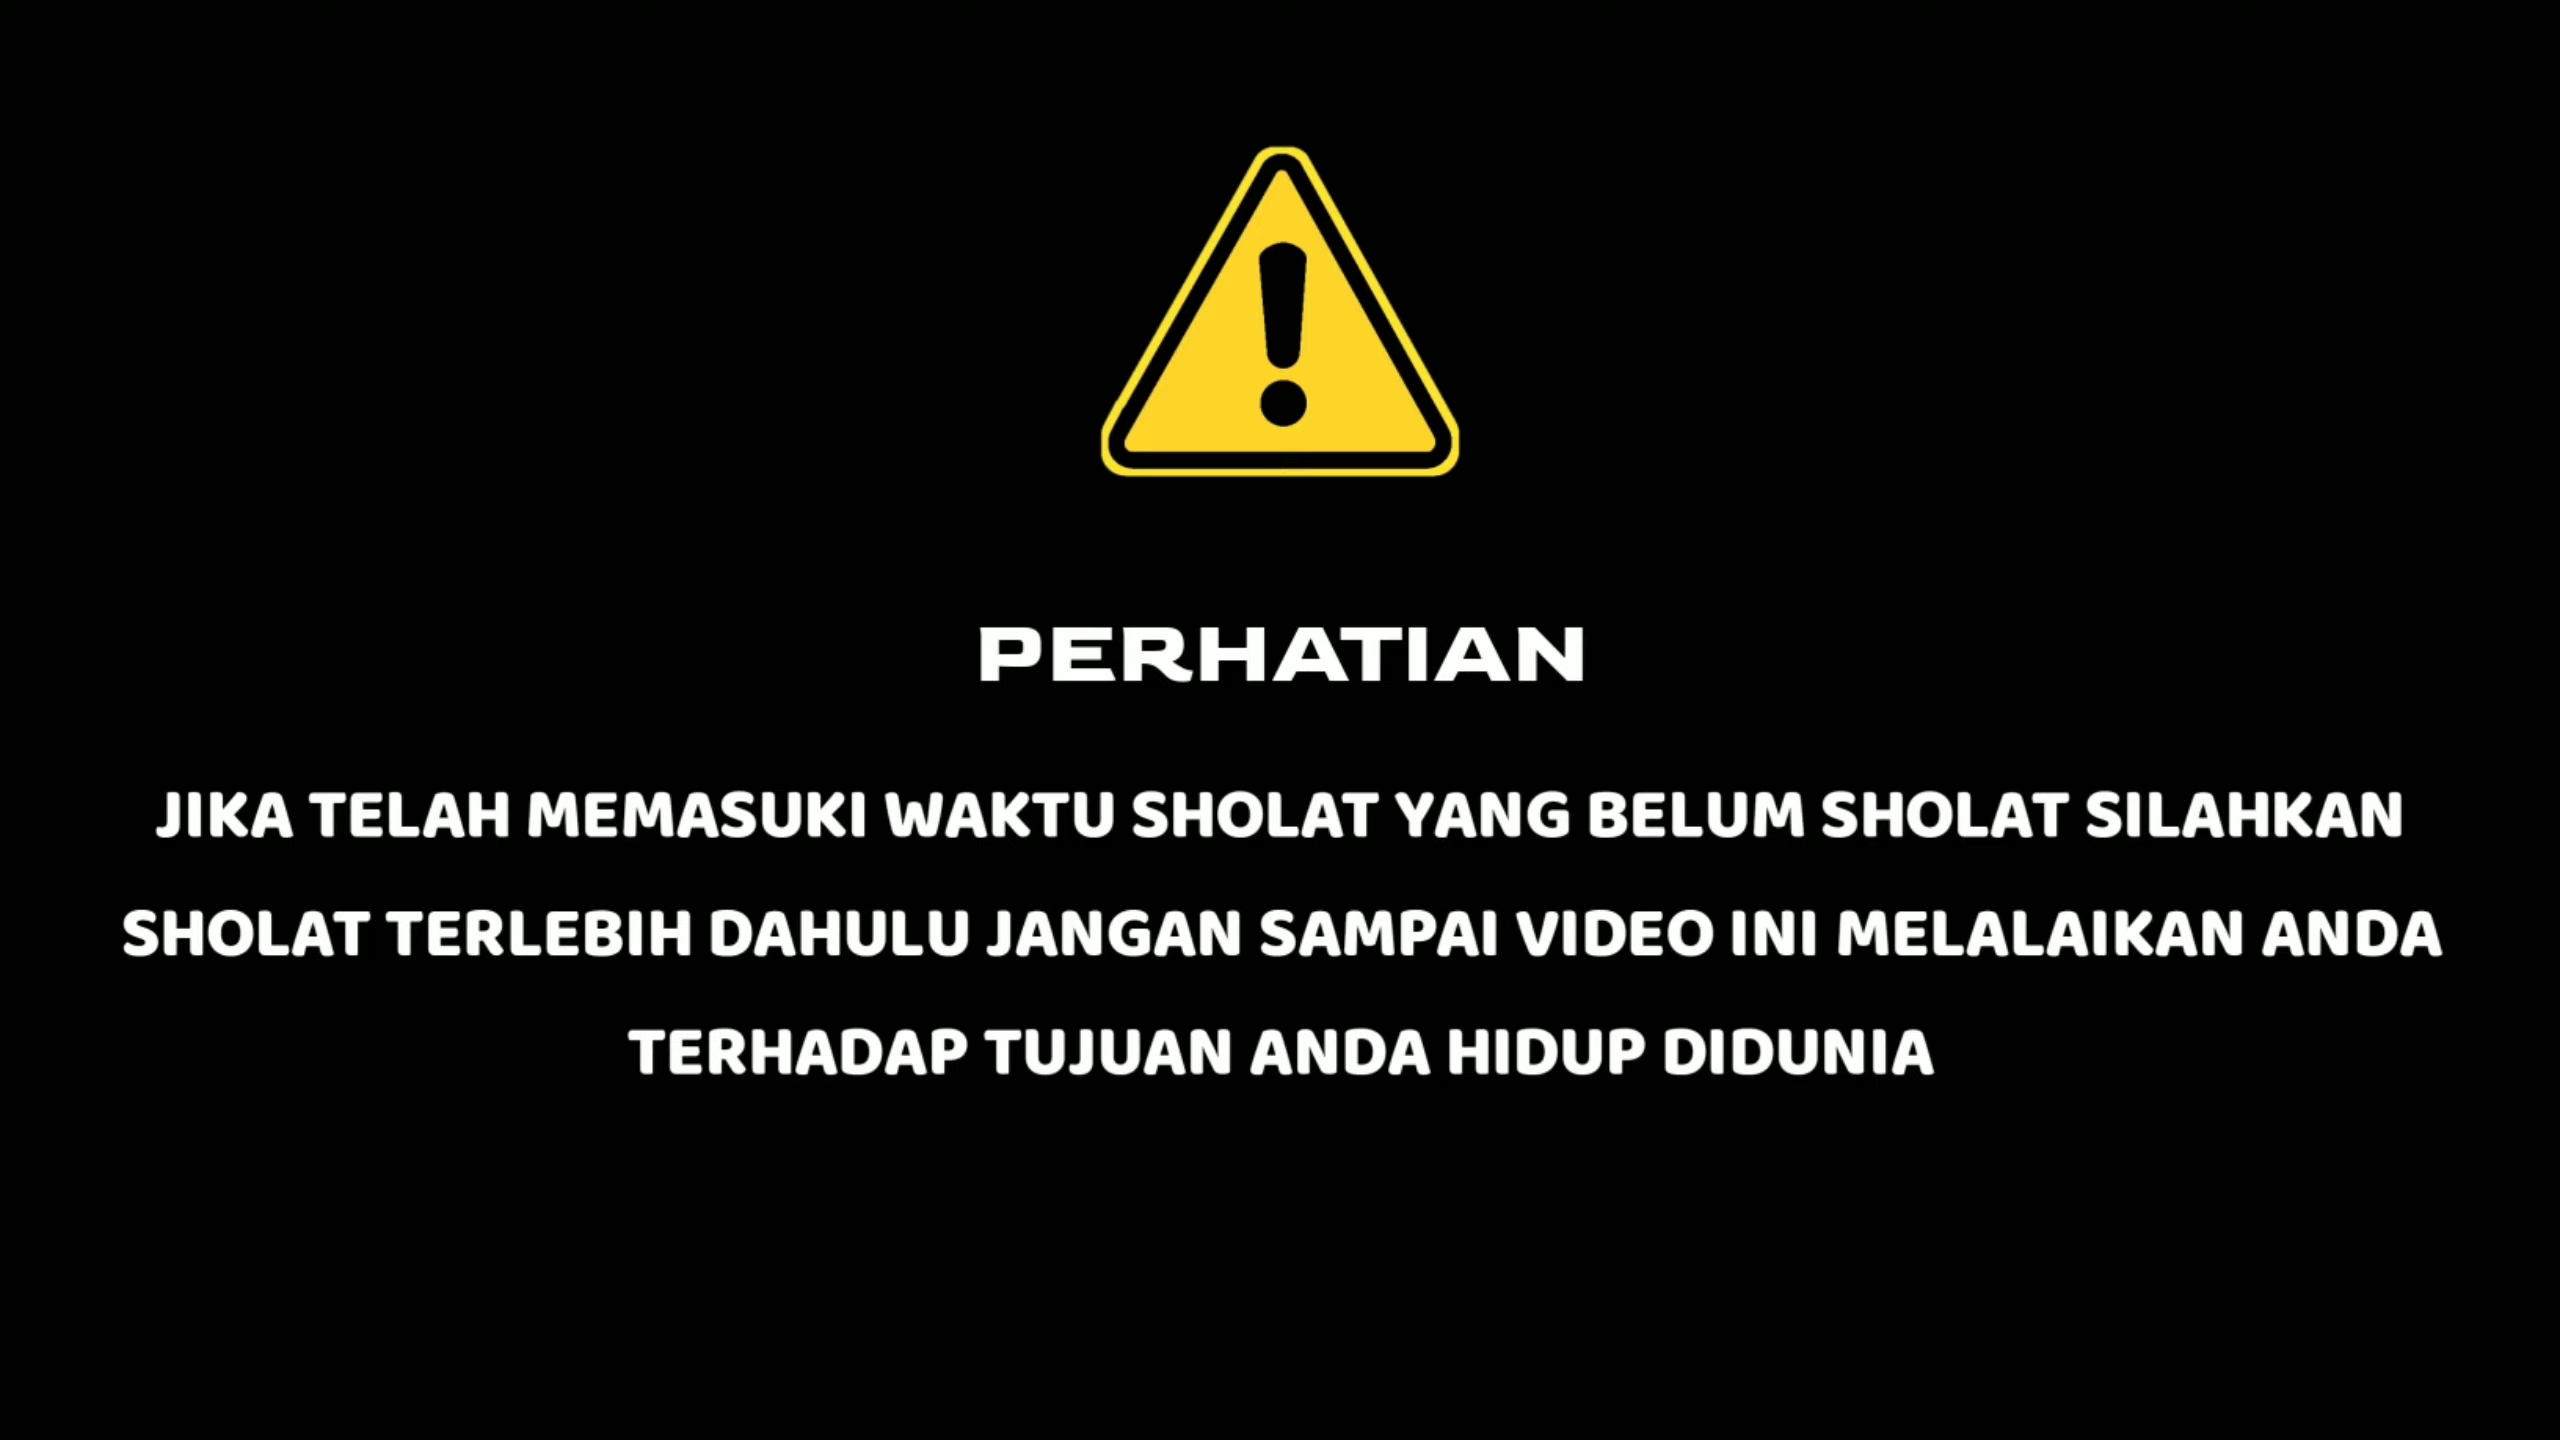 PERHATIAN
JIKA TELAH MEMASUKI WAKTU SHOLAT YANG BELUM SHOLAT SILAHKAN
SHOLAT TERLEBIH DAHULU JANGAN SAMPAI VIDEO INI MELALAIKAN ANDA
TERHADAP TUJUAN ANDA HIDUP DIDUNIA